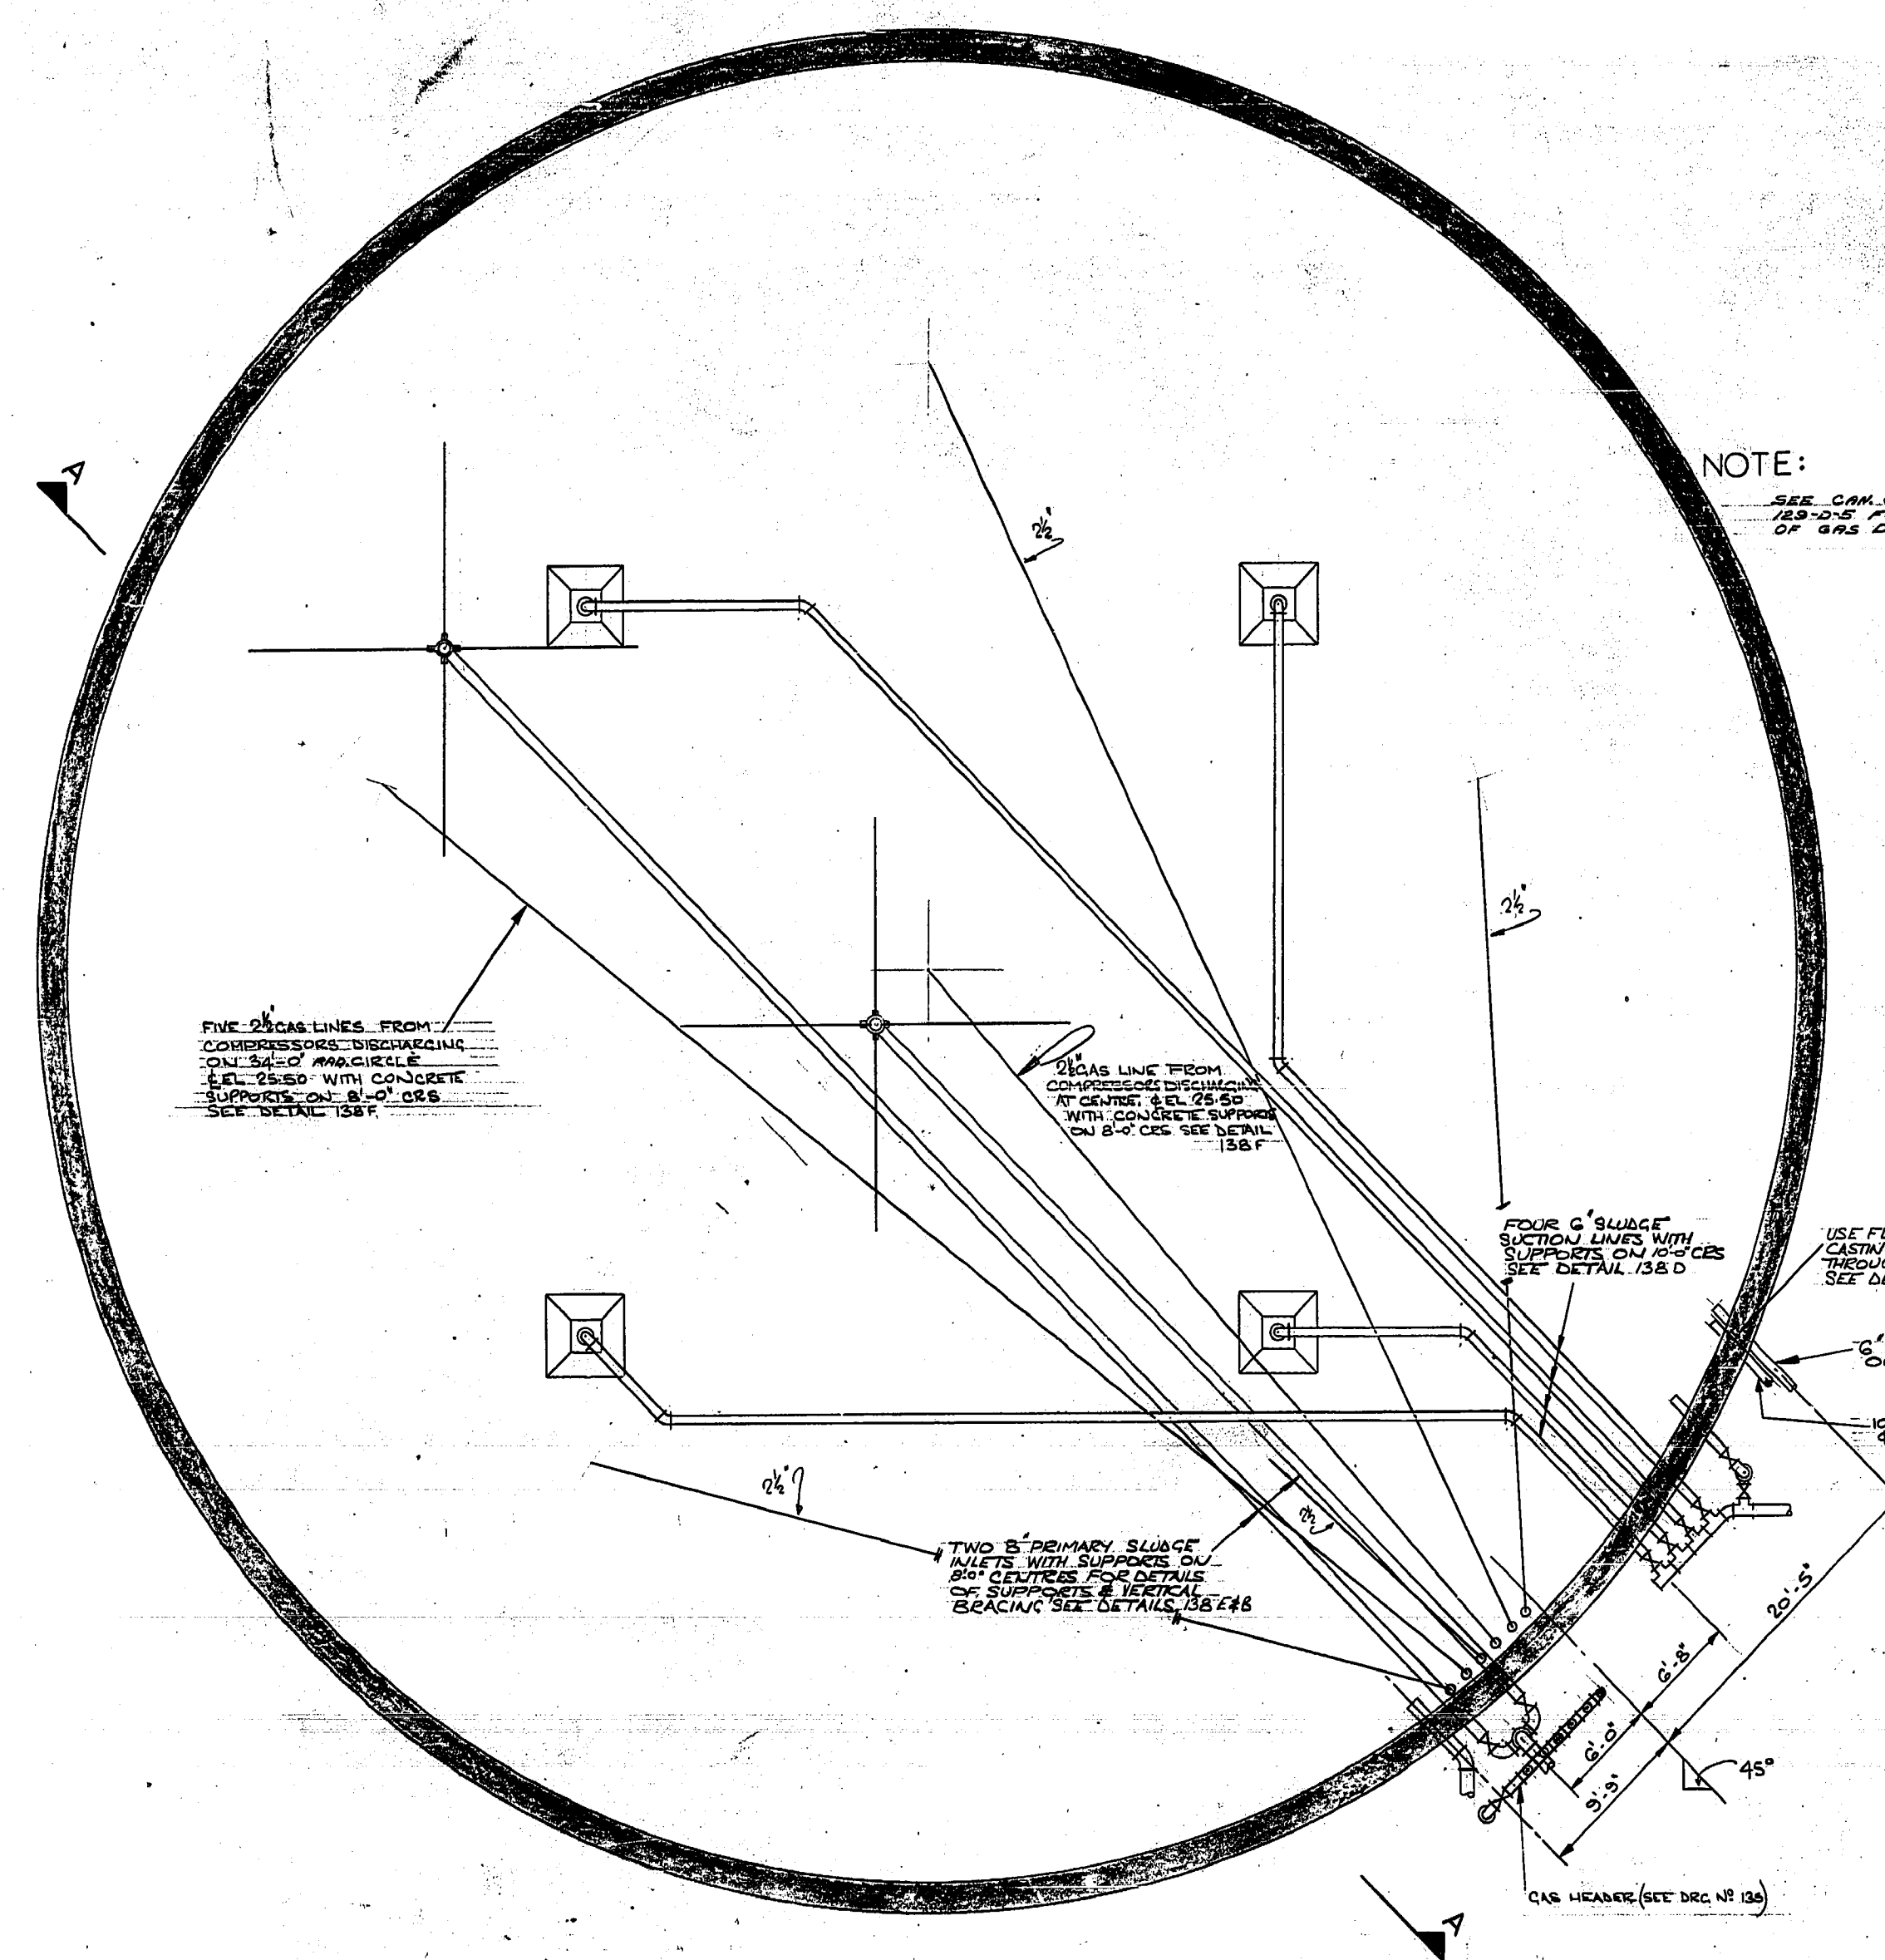 A
NOTE:
SEE CAN.
129-D-5
OF GAS
2½"
2½"
FIVE 2½" GAS LINES FROM
COMPRESSORS DISCHARGING
ON 34'-0" RAD. CIRCLE
℄ EL 25.50 WITH CONCRETE
SUPPORTS ON 8'-0" CRS
SEE DETAIL 138F
2½" GAS LINE FROM
COMPRESSORS DISCHARGING
AT CENTRE, ℄ EL 25.50
WITH CONCRETE SUPPORTS
ON 8'-0" CRS. SEE DETAIL
138 F
FOUR 6" SLUDGE
SUCTION LINES WITH
SUPPORTS ON 10'-0" CRS
SEE DETAIL 138 D
USE
CASTIN
THROUG
SEE
6"
10
2½"
2½
TWO 8" PRIMARY SLUDGE
INLETS WITH SUPPORTS ON
8'-0" CENTRES FOR DETAILS
OF SUPPORTS & VERTICAL
BRACING SEE DETAILS 138 E&B
20'-5"
6'-8"
6'-0"
9'-9"
45°
GAS HEADER (SEE DRG. Nº
A